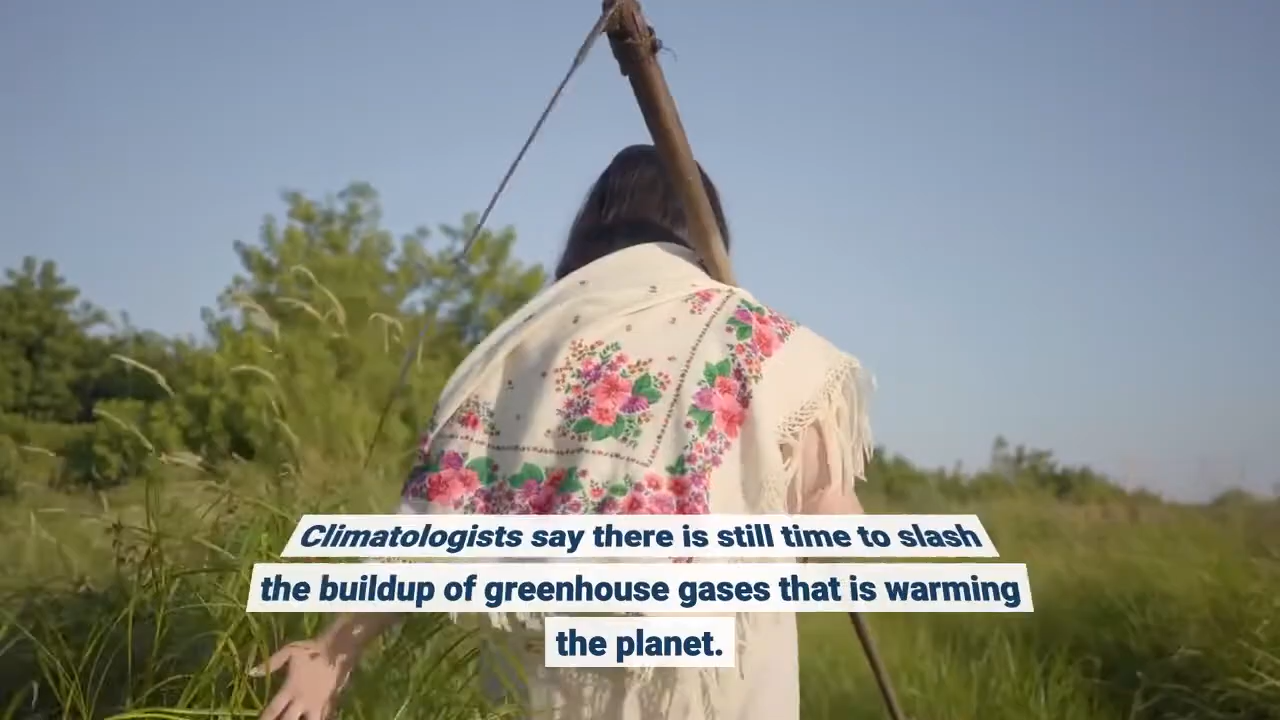 Climatologists say there is still time to slash
the buildup of greenhouse gases that is warming
the planet.